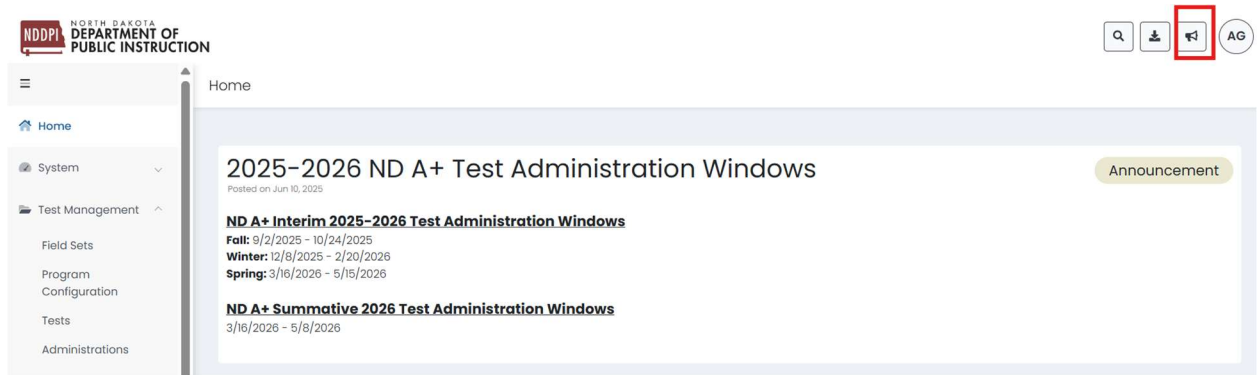 NDDPI
NORTH DAKOTA
DEPARTMENT OF
PUBLIC INSTRUCTION
AG
Home
Home
System
Test Management
Field Sets
Program
Configuration
Tests
Administrations
2025-2026 ND A+ Test Administration Windows
Announcement
Posted on Jun 10, 2025
ND A+ Interim 2025-2026 Test Administration Windows
Fall: 9/2/2025 - 10/24/2025
Winter: 12/8/2025 - 2/20/2026
Spring: 3/16/2026 - 5/15/2026
ND A+ Summative 2026 Test Administration Windows
3/16/2026 - 5/8/2026